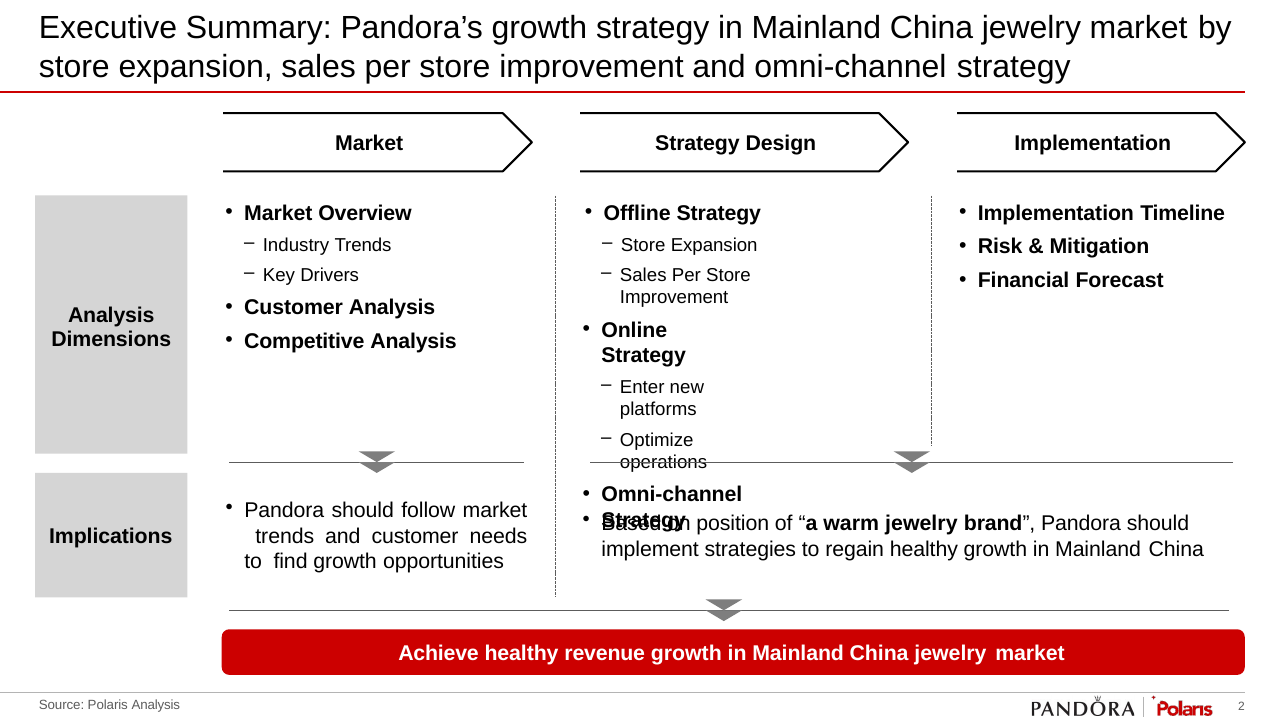 Executive Summary: Pandora’s growth strategy in Mainland China jewelry market by
store expansion, sales per store improvement and omni-channel strategy
Market
Strategy Design
Implementation
Analysis
Dimensions
• Market Overview
– Industry Trends
– Key Drivers
• Customer Analysis
• Competitive Analysis
• Offline Strategy
– Store Expansion
– Sales Per Store
Improvement
• Online
Strategy
– Enter new
platforms
– Optimize
operations
• Omni-channel
Strategy
• Implementation Timeline
• Risk & Mitigation
• Financial Forecast
Implications
• Pandora should follow market
trends and customer needs
to find growth opportunities
• Based on position of “a warm jewelry brand”, Pandora should
implement strategies to regain healthy growth in Mainland China
Achieve healthy revenue growth in Mainland China jewelry market
Source: Polaris Analysis
PANDÖRA
Polaris
2